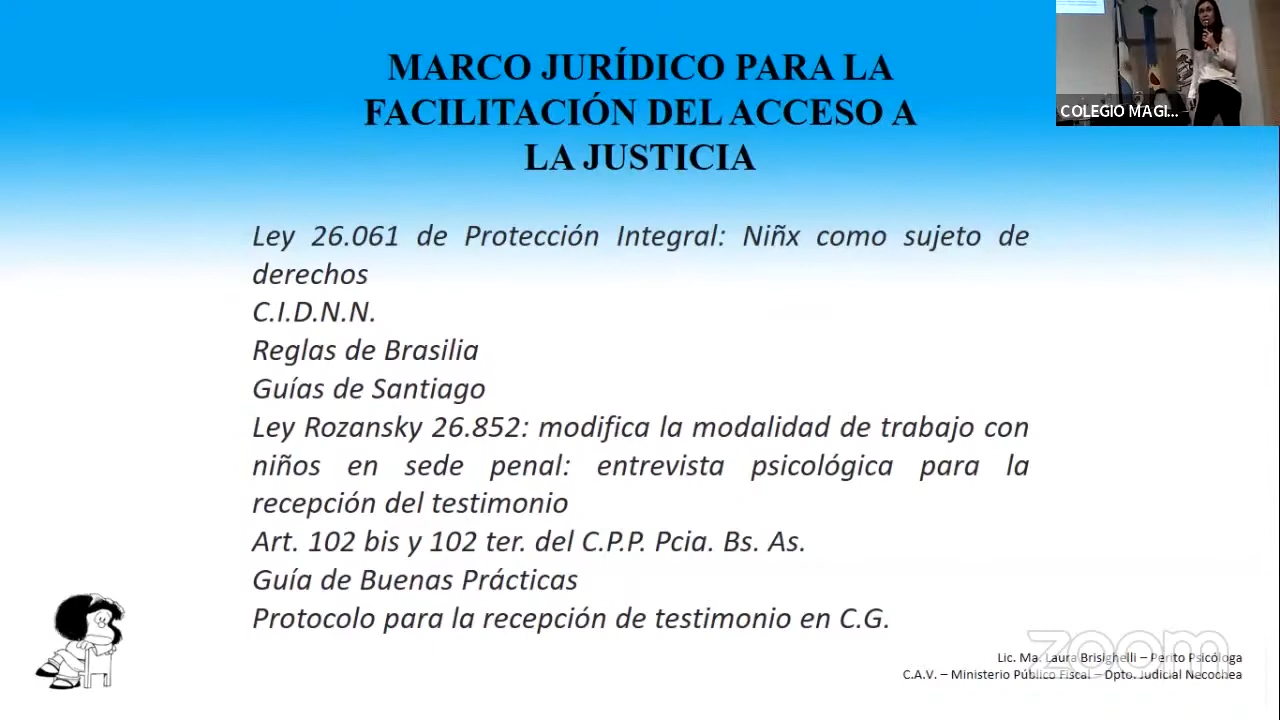 MARCO JURÍDICO PARA LA
FACILITACIÓN DEL ACCESO A
LA JUSTICIA
COLEGIO MAGI...
Ley 26.061 de Protección Integral: Niñx como sujeto de
derechos
C.I.D.N.N.
Reglas de Brasilia
Guías de Santiago
Ley Rozansky 26.852: modifica la modalidad de trabajo con
niños en sede penal: entrevista psicológica para la
recepción del testimonio
Art. 102 bis y 102 ter. del C.P.P. Pcia. Bs. As.
Guía de Buenas Prácticas
Protocolo para la recepción de testimonio en C.G.
zoom
Lic. Ma. Laura Brisighelli – Perito Psicóloga
C.A.V. – Ministerio Público Fiscal – Dpto. Judicial Necochea